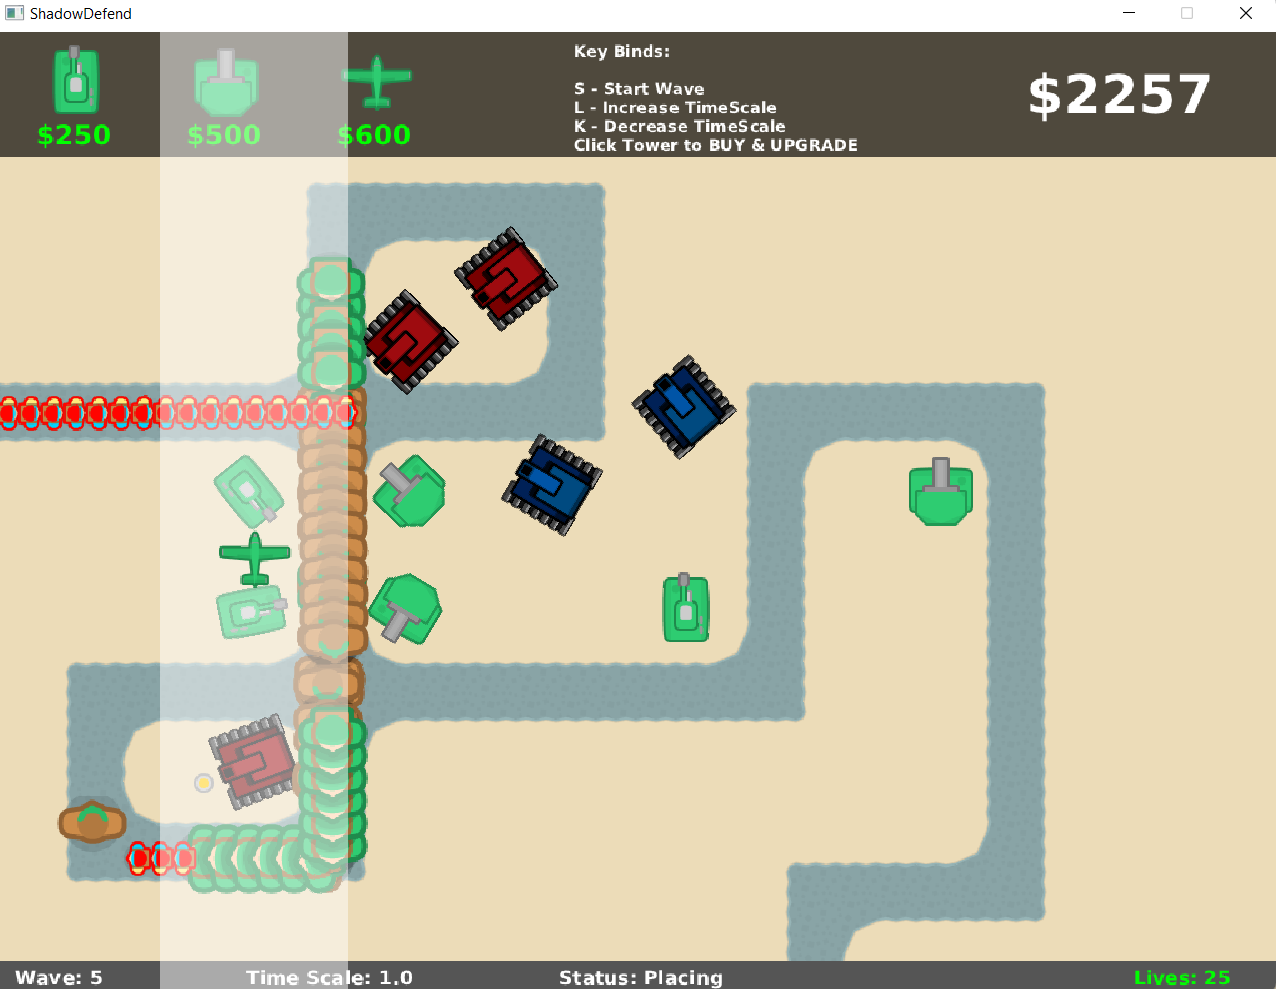 ShadowDefend
$250
$500
$600
Key Binds:
S - Start Wave
L - Increase TimeScale
K - Decrease TimeScale
Click Tower to BUY & UPGRADE
$2257
Wave: 5
Time Scale: 1.0
Status: Placing
Lives: 25